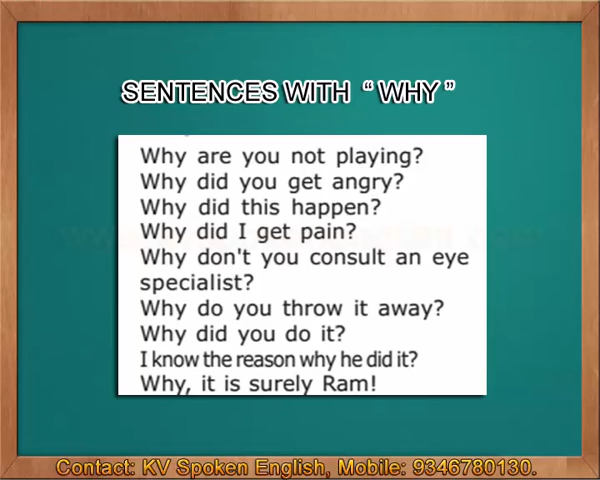 SENTENCES WITH “ WHY ”
Why are you not playing?
Why did you get angry?
Why did this happen?
Why did I get pain?
Why don't you consult an eye
specialist?
Why do you throw it away?
Why did you do it?
I know the reason why he did it?
Why, it is surely Ram!
Contact: KV Spoken English, Mobile: 9346780130.